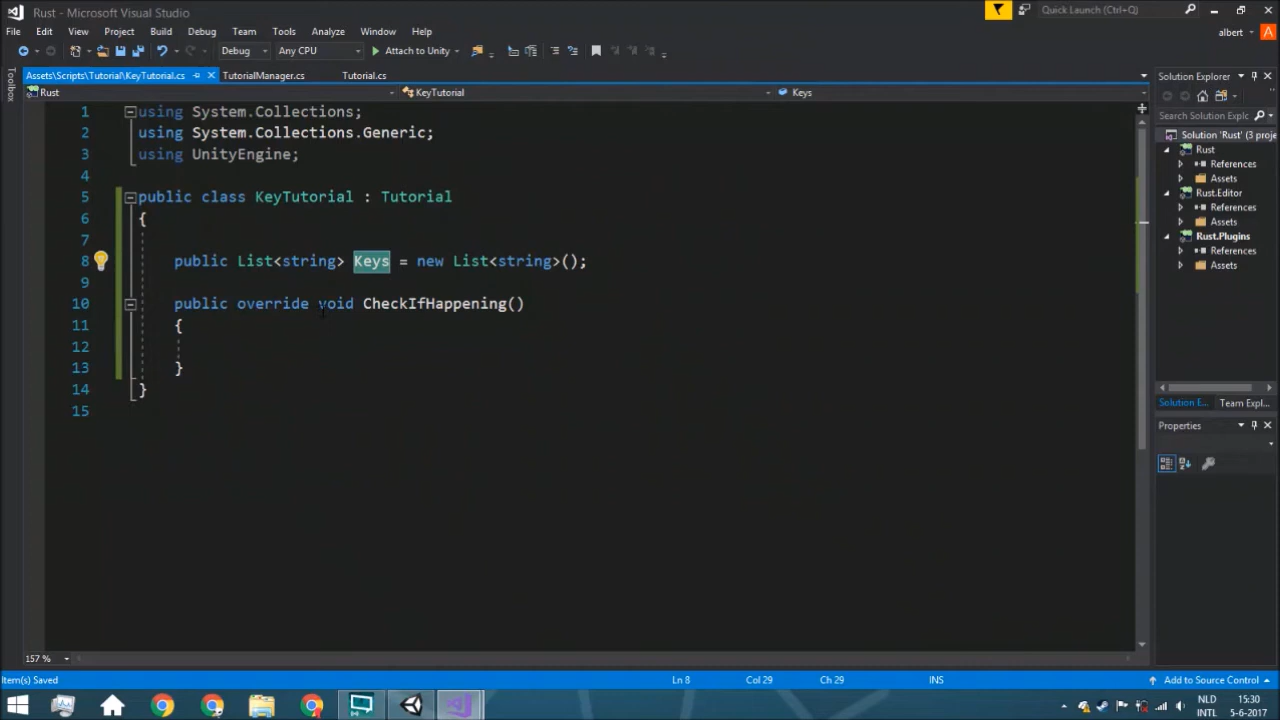 Rust - Microsoft Visual Studio
Quick Launch (Ctrl+Q)
File Edit View Project Build Debug Team Tools Architecture Test Analyze Window Help
albert A
Debug Any CPU Attach to Unity
Toolbox
Assets\Scripts\Tutorial\KeyTutorial.cs TutorialManager.cs Tutorial.cs
Rust KeyTutorial Keys
1 using System.Collections;
2 using System.Collections.Generic;
3 using UnityEngine;
4
5 public class KeyTutorial : Tutorial
6 {
7
8 public List<string> Keys = new List<string>();
9
10 public override void CheckIfHappening()
11 {
12
13 }
14 }
15
157 %
Solution Explorer
Search Solution Explc
Solution 'Rust' (3 proje
Rust
References
Assets
Rust.Editor
References
Assets
Rust.Plugins
References
Assets
Solution E... Team Expl...
Properties
Item(s) Saved Ln 8 Col 29 Ch 29 INS Add to Source Control
NLD 15:30
INTL 5-6-2017